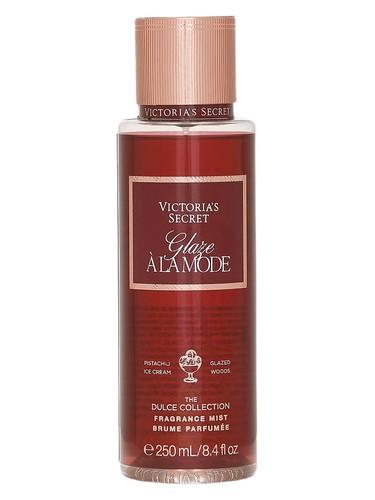 VICTORIA'S SECRET
VICTORIA'S
SECRET
Glaze
À LA MODE
PISTACHIO
ICE CREAM
GLAZED
WOODS
THE
DULCE COLLECTION
FRAGRANCE MIST
BRUME PARFUMÉE
℮ 250 mL/8.4 fl oz